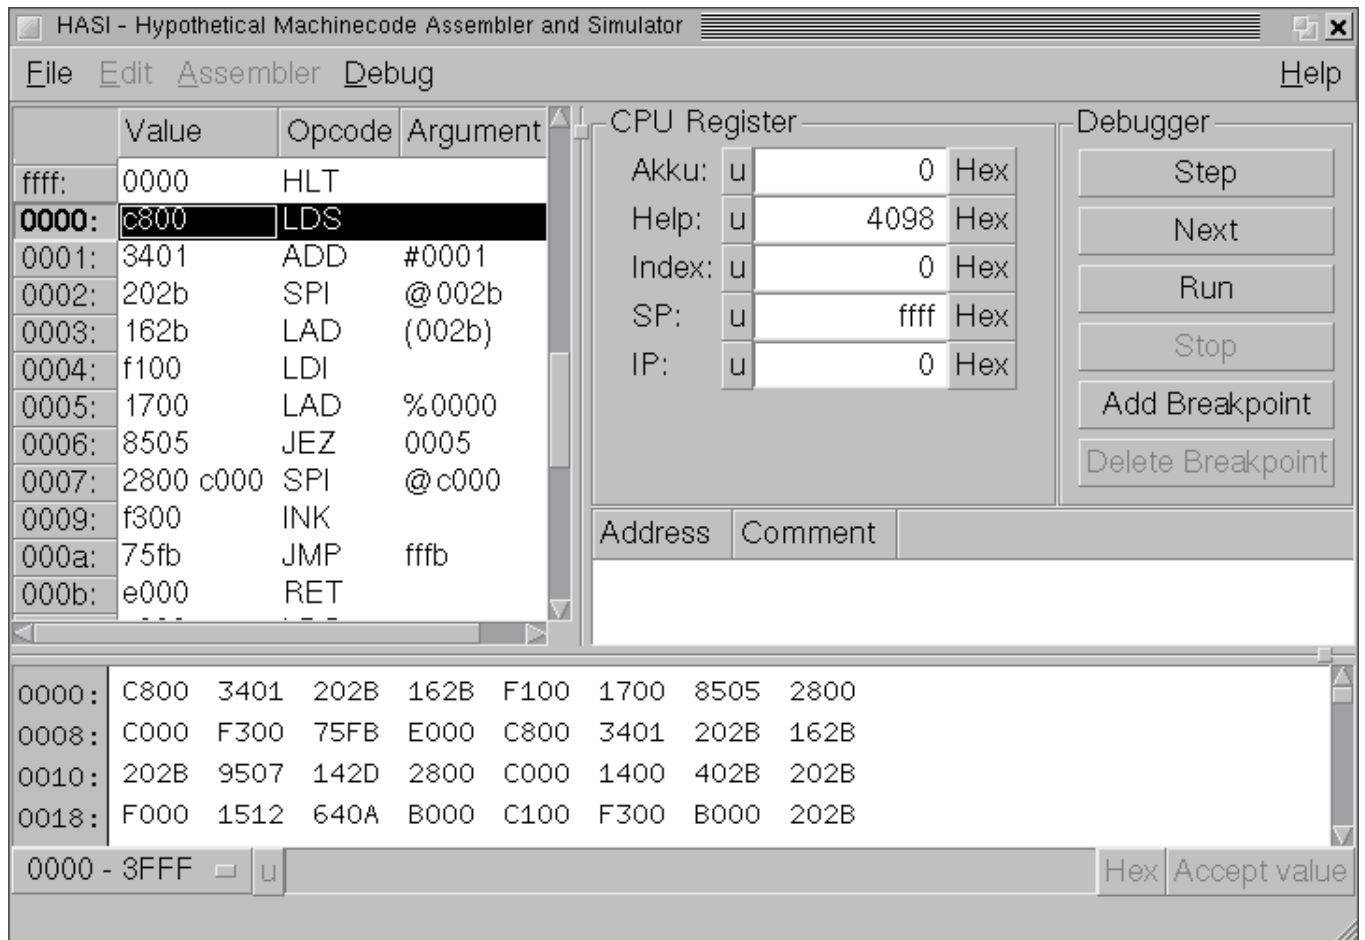 HASI - Hypothetical Machinecode Assembler and Simulator
File Edit Assembler Debug Help
Value Opcode Argument
ffff: 0000 HLT
0000: c800 LDS
0001: 3401 ADD #0001
0002: 202b SPI @002b
0003: 162b LAD (002b)
0004: f100 LDI
0005: 1700 LAD %0000
0006: 8505 JEZ 0005
0007: 2800 c000 SPI @c000
0009: f300 INK
000a: 75fb JMP fffb
000b: e000 RET
CPU Register
Akku: u 0 Hex
Help: u 4098 Hex
Index: u 0 Hex
SP: u ffff Hex
IP: u 0 Hex
Debugger
Step
Next
Run
Stop
Add Breakpoint
Delete Breakpoint
Address Comment
0000: C800 3401 202B 162B F100 1700 8505 2800
0008: C000 F300 75FB E000 C800 3401 202B 162B
0010: 202B 9507 142D 2800 C000 1400 402B 202B
0018: F000 1512 640A B000 C100 F300 B000 202B
0000 - 3FFF u Hex Accept value